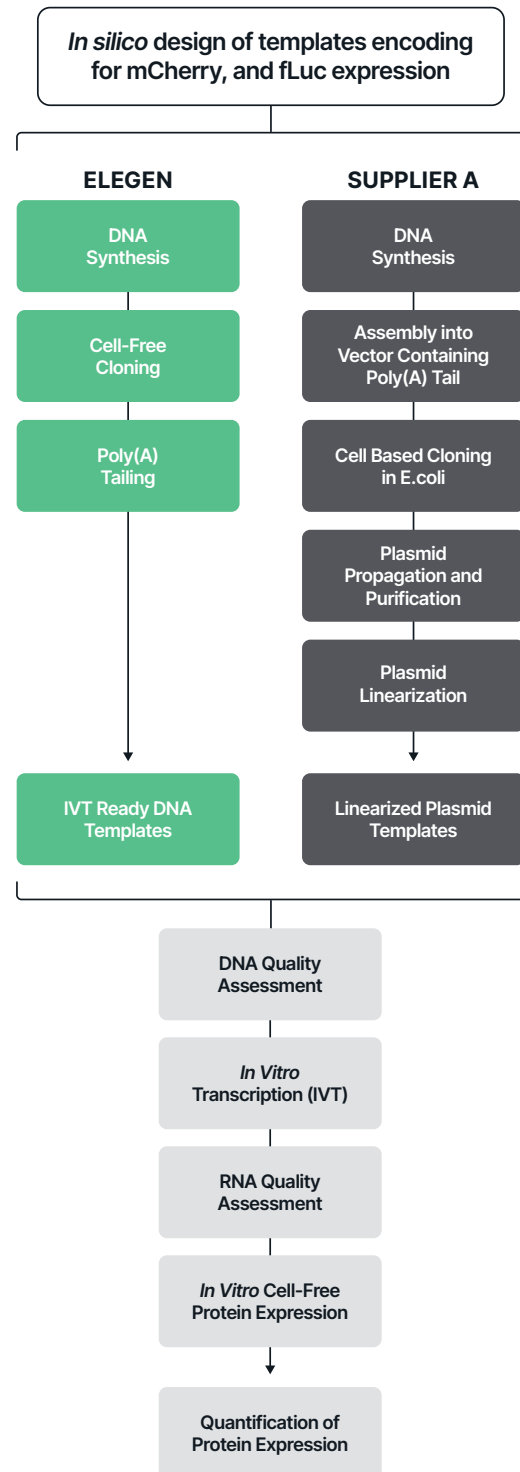 In silico design of templates encoding
for mCherry, and fLuc expression
ELEGEN
DNA
Synthesis
Cell-Free
Cloning
Poly(A)
Tailing
IVT Ready DNA
Templates
SUPPLIER A
DNA
Synthesis
Assembly into
Vector Containing
Poly(A) Tail
Cell Based Cloning
in E.coli
Plasmid
Propagation and
Purification
Plasmid
Linearization
Linearized Plasmid
Templates
DNA Quality
Assessment
In Vitro
Transcription (IVT)
RNA Quality
Assessment
In Vitro Cell-Free
Protein Expression
Quantification of
Protein Expression